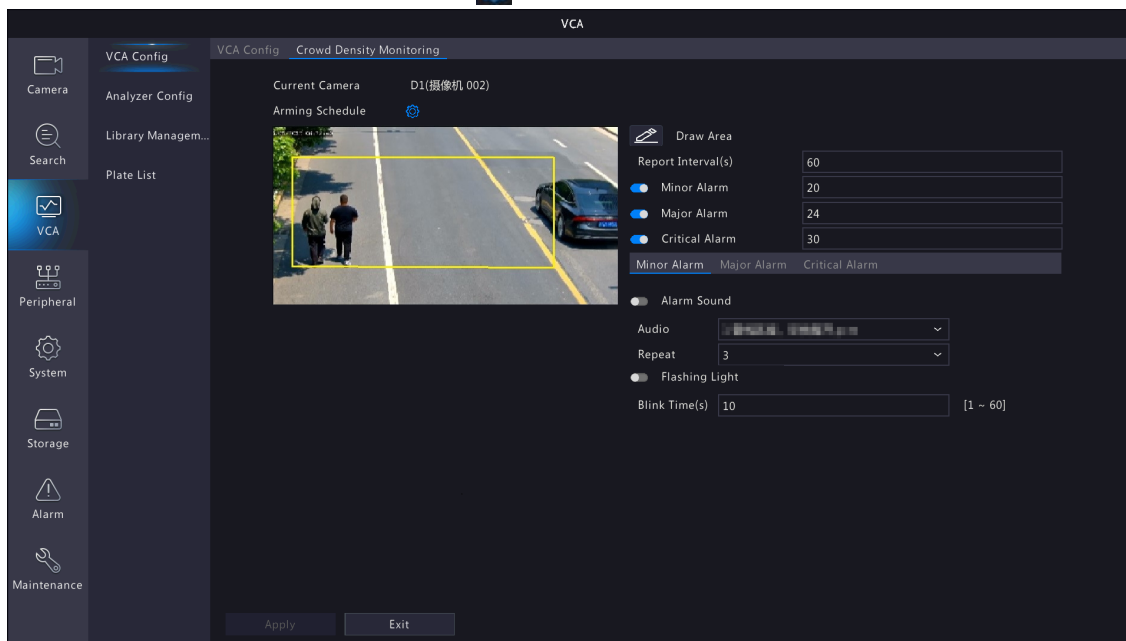 VCA
Camera
Search
VCA
Peripheral
System
Storage
Alarm
Maintenance
VCA Config
Analyzer Config
Library Managem...
Plate List
VCA Config Crowd Density Monitoring
Current Camera D1(摄像机 002)
Arming Schedule
Draw Area
Report Interval(s) 60
Minor Alarm 20
Major Alarm 24
Critical Alarm 30
Minor Alarm Major Alarm Critical Alarm
Alarm Sound
Audio
Repeat 3
Flashing Light
Blink Time(s) 10 [1 ~ 60]
Apply Exit